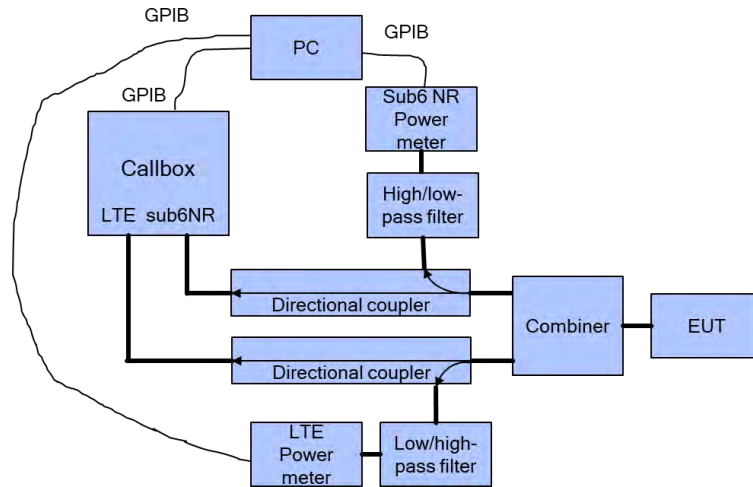 GPIB
PC
GPIB
GPIB
Sub6 NR
Power
meter
Callbox
LTE sub6NR
High/low-
pass filter
Directional coupler
Combiner
EUT
Directional coupler
LTE
Power
meter
Low/high-
pass filter